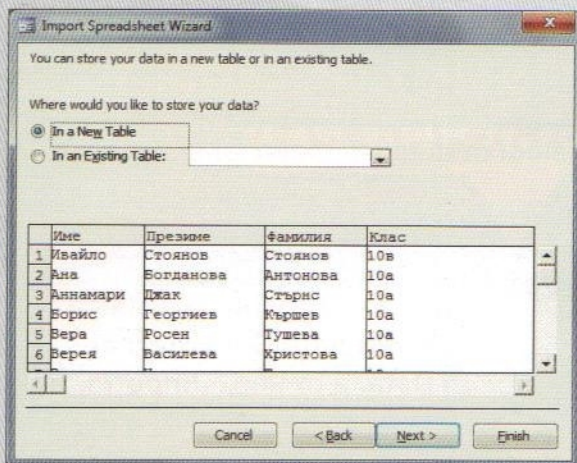 Import Spreadsheet Wizard
You can store your data in a new table or in an existing table.
Where would you like to store your data?
In a New Table
In an Existing Table:
Име Презиме Фамилия Клас
1 Ивайло Стоянов Стоянов 10в
2 Ана Богданова Антонова 10а
3 Аннамари Джак Стърнс 10а
4 Борис Георгиев Кършев 10а
5 Вера Росен Тушева 10а
6 Верея Василева Христова 10а
Cancel < Back Next > Finish